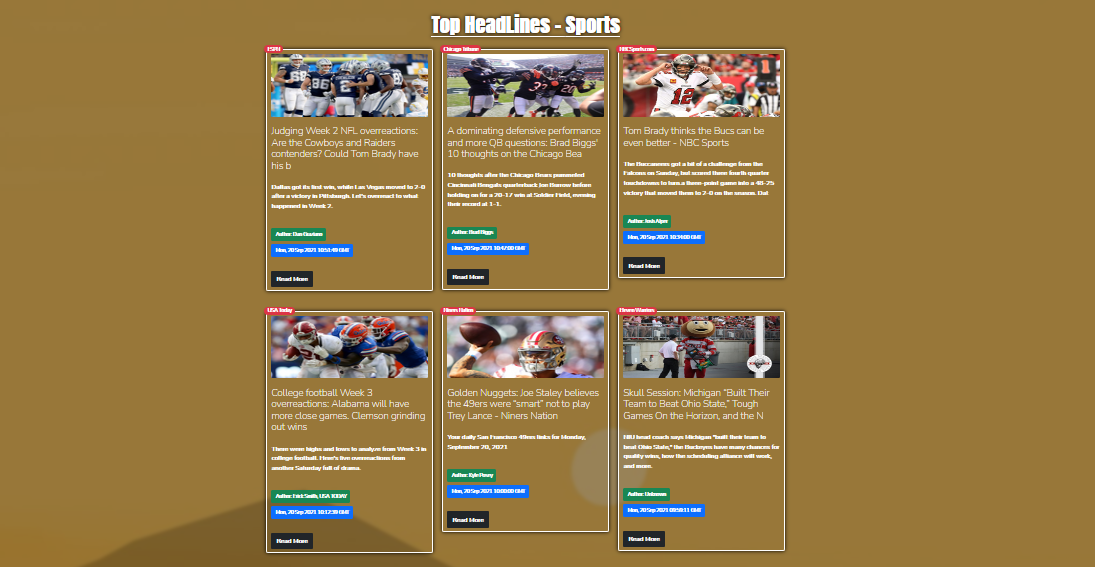 Top HeadLines - Sports
ESPN
Judging Week 2 NFL overreactions:
Are the Cowboys and Raiders
contenders? Could Tom Brady have
his b
Dallas got its first win, while Las Vegas moved to 2-0
after a victory in Pittsburgh. Let's overreact to what
happened in Week 2.
Author: Dan Graziano
Mon, 20 Sep 2021 10:51:49 GMT
Read More
Chicago Tribune
A dominating defensive performance
and more QB questions: Brad Biggs'
10 thoughts on the Chicago Bea
10 thoughts after the Chicago Bears pummeled
Cincinnati Bengals quarterback Joe Burrow before
holding on for a 20-17 win at Soldier Field, evening
their record at 1-1.
Author: Brad Biggs
Mon, 20 Sep 2021 10:47:00 GMT
Read More
NBCSports.com
Tom Brady thinks the Bucs can be
even better - NBC Sports
The Buccaneers got a bit of a challenge from the
Falcons on Sunday, but scored three fourth quarter
touchdowns to turn a three-point game into a 48-25
victory that moved them to 2-0 on the season. Def
Author: Josh Alper
Mon, 20 Sep 2021 10:34:00 GMT
Read More
USA Today
College football Week 3
overreactions: Alabama will have
more close games. Clemson grinding
out wins
There were highs and lows to analyze from Week 3 in
college football. Here's five overreactions from
another Saturday full of drama.
Author: Erick Smith, USA TODAY
Mon, 20 Sep 2021 10:12:39 GMT
Read More
Niners Nation
Golden Nuggets: Joe Staley believes
the 49ers were “smart” not to play
Trey Lance - Niners Nation
Your daily San Francisco 49ers links for Monday,
September 20, 2021
Author: Kyle Posey
Mon, 20 Sep 2021 10:00:00 GMT
Read More
Eleven Warriors
Skull Session: Michigan “Built Their
Team to Beat Ohio State,” Tough
Games On the Horizon, and the N
NIU head coach says Michigan "built their team to
beat Ohio State," the Buckeyes have many chances for
quality wins, how the scheduling alliance will work,
and more.
Author: Unknown
Mon, 20 Sep 2021 09:59:11 GMT
Read More